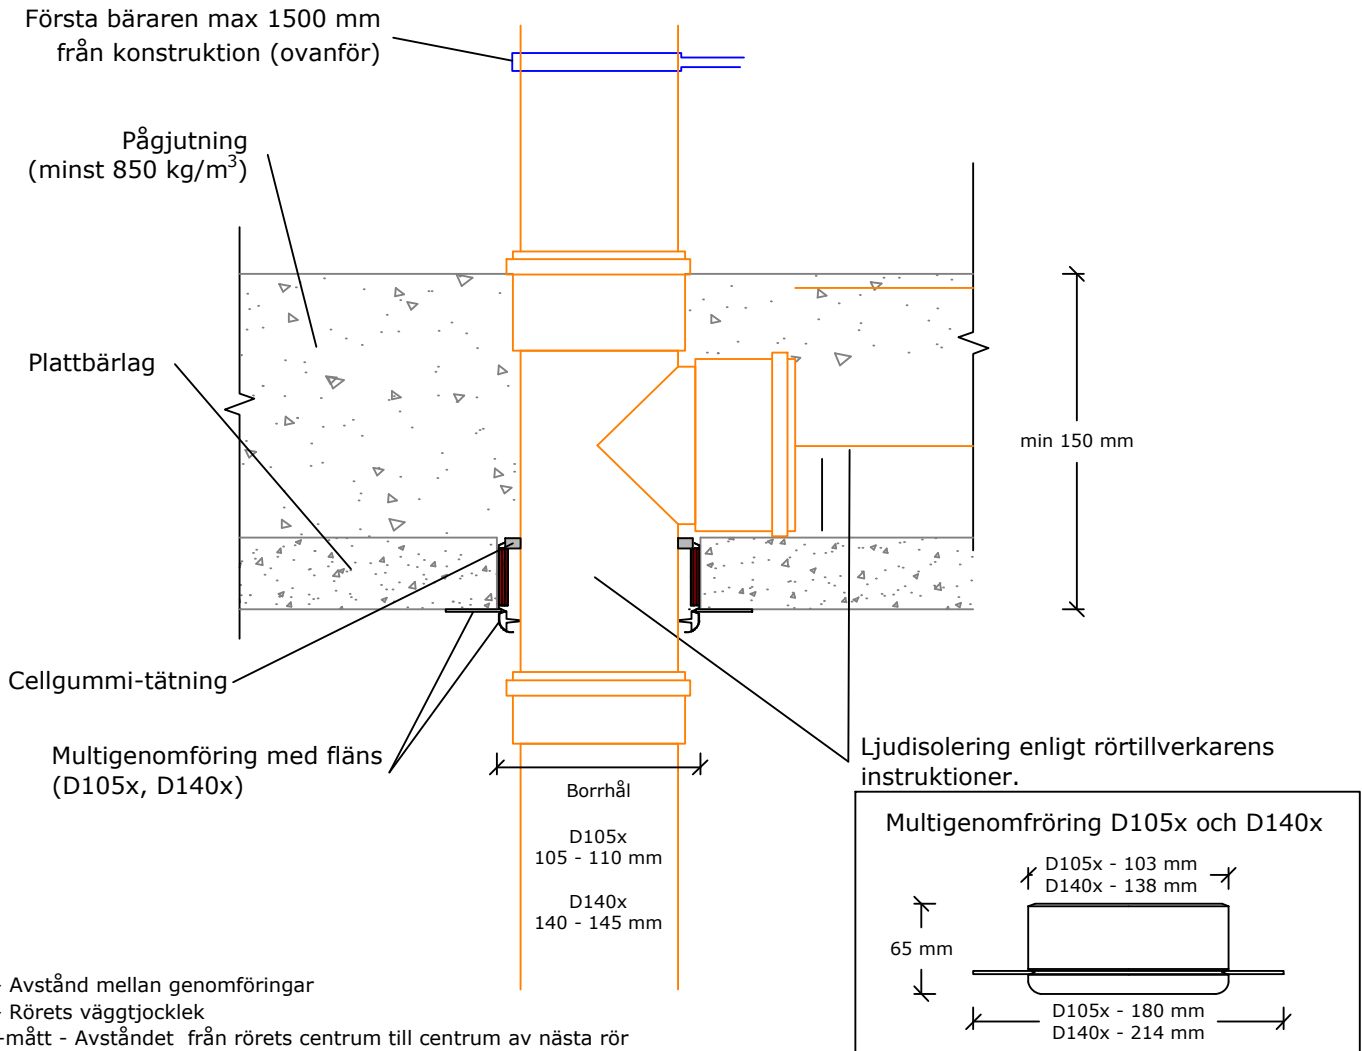 Första bäraren max 1500 mm
från konstruktion (ovanför)
Pågjutning
(minst 850 kg/m³)
Plattbärlag
min 150 mm
Cellgummi-tätning
Multigenomföring med fläns
(D105x, D140x)
Ljudisolering enligt rörtillverkarens
instruktioner.
Borrhål
D105x
105 - 110 mm
D140x
140 - 145 mm
Multigenomfröring D105x och D140x
D105x - 103 mm
D140x - 138 mm
65 mm
D105x - 180 mm
D140x - 214 mm
- Avstånd mellan genomföringar
- Rörets väggtjocklek
-mått - Avståndet från rörets centrum till centrum av nästa rör